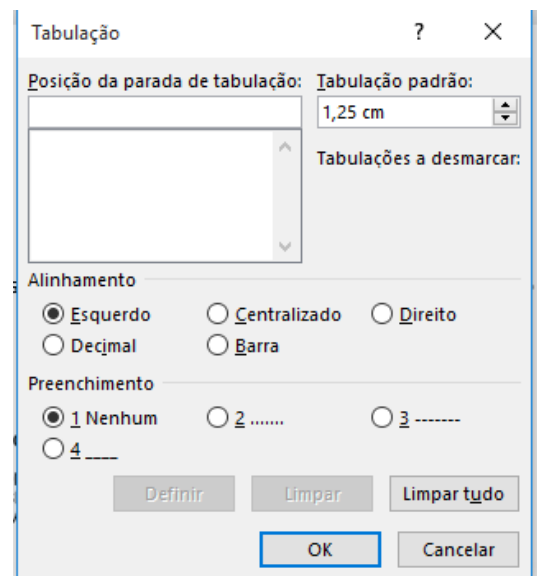 Tabulação ? X
Posição da parada de tabulação: Tabulação padrão:
1,25 cm
Tabulações a desmarcar:
Alinhamento
Esquerdo Centralizado Direito
Decimal Barra
Preenchimento
1 Nenhum 2 ....... 3 -------
4 ____
Definir Limpar Limpar tudo
OK Cancelar